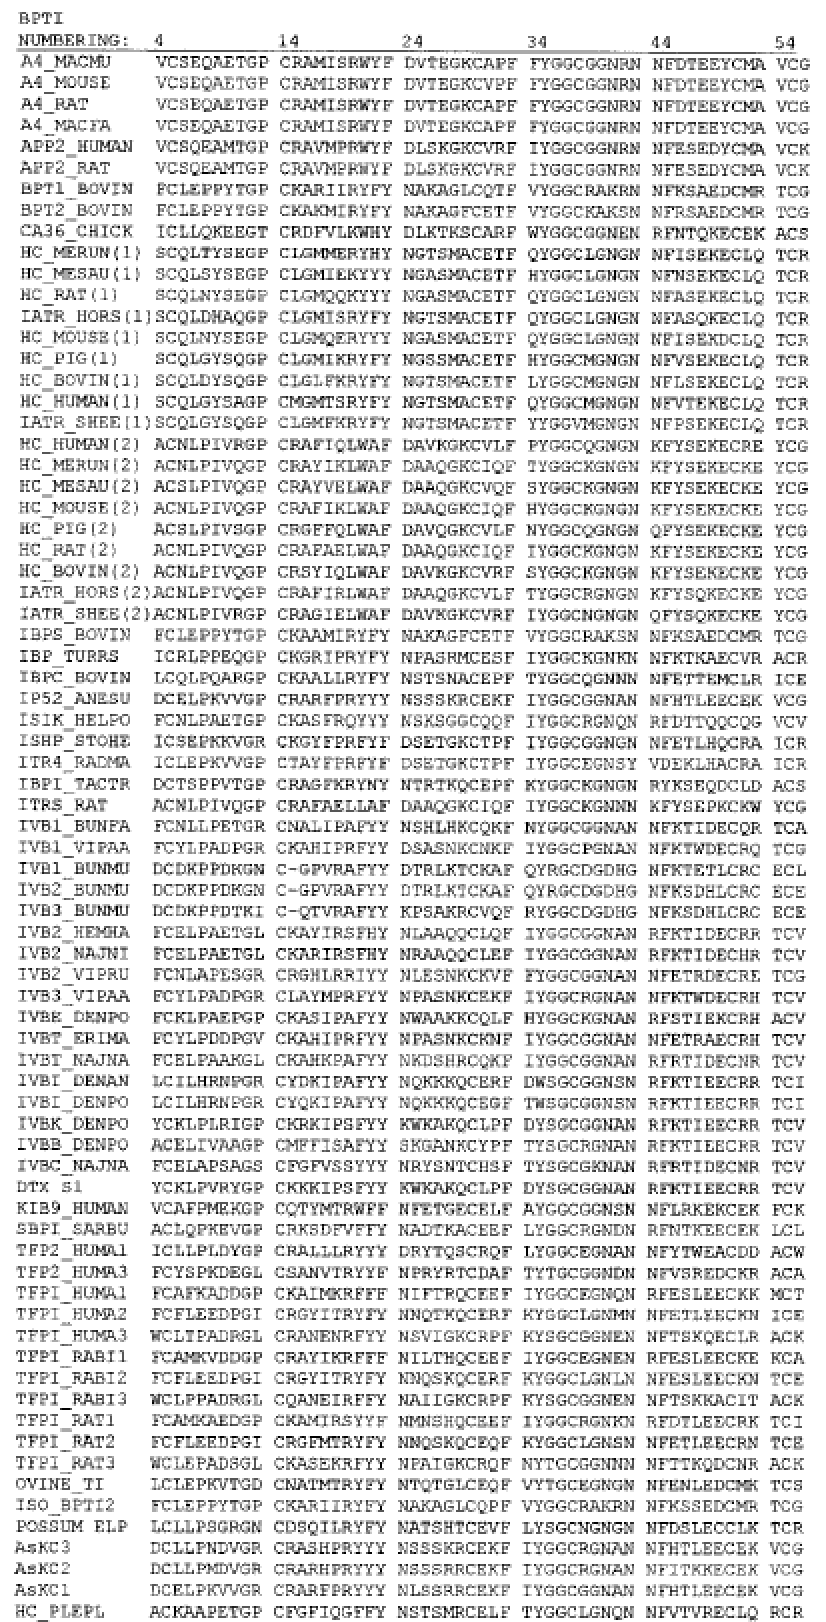 BPTI
NUMBERING: 4 14 24 34 44 54
A4_MACMU VCSEQAETGP CRAMISRWYF DVTEGKCAPF FYGGCGGNRN NFDTEEYCMA VCG
A4_MOUSE VCSEQAETGP CRAMISRWYF DVTEGKCVPF FYGGCGGNRN NFDTEEYCMA VCG
A4_RAT VCSEQAETGP CRAMISRWYF DVTEGKCAPF FYGGCGGNRN NFDTEEYCMA VCG
A4_MACFA VCSEQAETGP CRAMISRWYF DVTEGKCAPF FYGGCGGNRN NFDTEEYCMA VCG
APP2_HUMAN VCSQEAMTGP CRAVMPRWYF DLSKGKCVRF IYGGCGGNRN NFESEDYCMA VCK
APP2_RAT VCSQEAMTGP CRAVMPRWYF DLSKGKCVRF IYGGCGGNRN NFESEDYCMA VCK
BPT1_BOVIN FCLEPPYTGP CKARIIRYFY NAKAGLCQTF VYGGCRAKRN NFKSAEDCMR TCG
BPT2_BOVIN FCLEPPYTGP CKAKMIRYFY NAKAGFCETF VYGGCKAKSN NFRSAEDCMR TCG
CA36_CHICK ICLLQKEEGT CRDFVLKWHY DLKTKSCARF WYGGCGGNEN RFNTQKECEK ACS
HC_MERUN(1) SCQLTYSEGP CLGMMERYHY NGTSMACETF QYGGCLGNGN NFISEKECLQ TCR
HC_MESAU(1) SCQLSYSEGP CLGMIEKYYY NGASMACETF HYGGCLGNGN NFNSEKECLQ TCR
HC_RAT(1) SCQLNYSEGP CLGMQQKYYY NGASMACETF QYGGCLGNGN NFASEKECLQ TCR
IATR_HORS(1) SCQLDHAQGP CLGMISRYFY NGTSMACETF QYGGCLGNGN NFASQKECLQ TCR
HC_MOUSE(1) SCQLNYSEGP CLGMQERYYY NGASMACETF QYGGCLGNGN NFISEKDCLQ TCR
HC_PIG(1) SCQLGYSQGP CLGMIKRYFY NGSSMACETF HYGGCMGNGN NFVSEKECLQ TCR
HC_BOVIN(1) SCQLDYSQGP CLGLFKRYFY NGTSMACETF LYGGCMGNGN NFLSEKECLQ TCR
HC_HUMAN(1) SCQLGYSAGP CMGMTSRYFY NGTSMACETF QYGGCMGNGN NFVTEKECLQ TCR
IATR_SHEE(1) SCQLGYSQGP CLGMFKRYFY NGTSMACETF YYGGVMGNGN NFPSEKECLQ TCR
HC_HUMAN(2) ACNLPIVRGP CRAFIQLWAF DAVKGKCVLF PYGGCQGNGN KFYSEKECRE YCG
HC_MERUN(2) ACNLPIVQGP CRAYIKLWAF DAAQGKCIQF TYGGCKGNGN KFYSEKECKE YCG
HC_MESAU(2) ACSLPIVQGP CRAYVELWAF DAAQGKCVQF SYGGCKGNGN KFYSEKECKE YCG
HC_MOUSE(2) ACNLPIVQGP CRAFIKLWAF DAAQGKCIQF HYGGCKGNGN KFYSEKECKE YCG
HC_PIG(2) ACSLPIVSGP CRGFFQLWAF DAVQGKCVLF NYGGCQGNGN QFYSEKECKE YCG
HC_RAT(2) ACNLPIVQGP CRAFAELWAF DAAQGKCIQF IYGGCKGNGN KFYSEKECKE YCG
HC_BOVIN(2) ACNLPIVQGP CRSYIQLWAF DAVKGKCVRF SYGGCKGNGN KFYSEKECKE YCG
IATR_HORS(2) ACNLPIVQGP CRAFIRLWAF DAAQGKCVLF TYGGCRGNGN KFYSQKECKE YCG
IATR_SHEE(2) ACNLPIVRGP CRAGIELWAF DAVKGKCVRF IYGGCNGNGN QFYSQKECKE YCG
IBPS_BOVIN FCLEPPYTGP CKAAMIRYFY NAKAGFCETF VYGGCRAKSN NFKSAEDCMR TCG
IBP_TURRS ICRLPPEQGP CKGRIPRYFY NPASRMCESF IYGGCKGNKN NFKTKAECVR ACR
IBPC_BOVIN LCQLPQARGP CKAALLRYFY NSTSNACEPF TYGGCQGNNN NFETTEMCLR ICE
IP52_ANESU DCELPKVVGP CRARFPRYYY NSSSKRCEKF IYGGCRGNAN NFHTLEECEK VCG
ISIK_HELPO FCNLPAETGP CKASFRQYYY NSKSGGCQQF IYGGCRGNQN RFDTTQQCQG VCV
ISHP_STOHE ICSEPKKVGR CKGYFPRFYF DSETGKCTPF IYGGCGGNGN NFETLHQCRA ICR
ITR4_RADMA ICLEPKVVGP CTAYFPRFYF DSETGKCTPF IYGGCEGNSY VDEKLHACRA ICR
IBPI_TACTR DCTSPPVTGP CRAGFKRYNY NTRTKQCEPF KYGGCKGNGN RYKSEQDCLD ACS
ITRS_RAT ACNLPIVQGP CRAFAELLAF DAAQGKCIQF IYGGCKGNNN KFYSEPKCKW YCG
IVB1_BUNFA FCNLLPETGR CNALIPAFYY NSHLHKCQKF NYGGCGGNAN NFKTIDECQR TCA
IVB1_VIPAA FCYLPADPGR CKAHIPRFYY DSASNKCNKF IYGGCPGNAN NFKTWDECRQ TCG
IVB1_BUNMU DCDKPPDKGN C-GPVRAFYY DTRLKTCKAF QYRGCDGDHG NFKTETLCRC ECL
IVB2_BUNMU DCDKPPDKGN C-GPVRAFYY DTRLKTCKAF QYRGCDGDHG NFKSDHLCRC ECE
IVB3_BUNMU DCDKPPDTKI C-QTVRAFYY KPSAKRCVQF RYGGCDGDHG NFKSDHLCRC ECE
IVB2_HEMHA FCELPAETGL CKAYIRSFHY NLAAQQCLQF IYGGCGGNAN RFKTIDECRR TCV
IVB2_NAJNI FCELPAETGL CKARIRSFHY NRAAQQCLEF IYGGCGGNAN RFKTIDECHR TCV
IVB2_VIPRU FCNLAPESGR CRGHLRRIYY NLESNKCKVF FYGGCGGNAN NFETRDECRE TCG
IVB3_VIPAA FCYLPADPGR CLAYMPRFYY NPASNKCEKF IYGGCRGNAN NFKTWDECRH TCV
IVBE_DENPO FCKLPAEPGP CKASIPAFYY NWAAKKCQLF HYGGCKGNAN RFSTIEKCRH ACV
IVBT_ERIMA FCYLPDDPGV CKAHIPRFYY NPASNKCKNF IYGGCGGNAN NFETRAECRH TCV
IVBT_NAJNA FCELPAAKGL CKAHKPAFYY NKDSHRCQKF IYGGCGGNAN RFRTIDECNR TCV
IVBI_DENAN LCILHRNPGR CYDKIPAFYY NQKKKQCERF DWSGCGGNSN RFKTIEECRR TCI
IVBI_DENPO LCILHRNPGR CYQKIPAFYY NQKKKQCEGF TWSGCGGNSN RFKTIEECRR TCI
IVBK_DENPO YCKLPLRIGP CKRKIPSFYY KWKAKQCLPF DYSGCGGNAN RFKTIEECRR TCV
IVBB_DENPO ACELIVAAGP CMFFISAFYY SKGANKCYPF TYSGCRGNAN RFKTIEECRR TCV
IVBC_NAJNA FCELAPSAGS CFGFVSSYYY NRYSNTCHSF TYSGCGKNAN RFRTIDECNR TCV
DTX S1 YCKLPVRYGP CKKKIPSFYY KWKAKQCLPF DYSGCGGNAN RFKTIEECRR TCV
KIB9_HUMAN VCAFPMEKGP CQTYMTRWFF NFETGECELF AYGGCGGNSN NFLRKEKCEK FCK
SBPI_SARBU ACLQPKEVGP CRKSDFVFFY NADTKACEEF LYGGCRGNDN RFNTKEECEK LCL
TFP2_HUMA1 ICLLPLDYGP CRALLLRYYY DRYTQSCRQF LYGGCEGNAN NFYTWEACDD ACW
TFP2_HUMA3 FCYSPKDEGL CSANVTRYYF NPRYRTCDAF TYTGCGGNDN NFVSREDCKR ACA
TFPI_HUMA1 FCAFKADDGP CKAIMKRFFF NIFTRQCEEF IYGGCEGNQN RFESLEECKK MCT
TFPI_HUMA2 FCFLEEDPGI CRGYITRYFY NNQTKQCERF KYGGCLGNMN NFETLEECKN ICE
TFPI_HUMA3 WCLTPADRGL CRANENRFYY NSVIGKCRPF KYSGCGGNEN NFTSKQECLR ACK
TFPI_RABI1 FCAMKVDDGP CRAYIKRFFF NILTHQCEEF IYGGCEGNEN RFESLEECKE KCA
TFPI_RABI2 FCFLEEDPGI CRGYITRYFY NNQSKQCERF KYGGCLGNLN NFESLEECKN TCE
TFPI_RABI3 WCLPPADRGL CQANEIRFFY NAIIGKCRPF KYSGCGGNEN NFTSKKACIT ACK
TFPI_RAT1 FCAMKAEDGP CKAMIRSYYF NMNSHQCEEF IYGGCRGNKN RFDTLEECRK TCI
TFPI_RAT2 FCFLEEDPGI CRGFMTRYFY NNQSKQCEQF KYGGCLGNSN NFETLEECRN TCE
TFPI_RAT3 WCLEPADSGL CKASEKRFYY NPAIGKCRQF NYTGCGGNNN NFTTKQDCNR ACK
OVINE_TI LCLEPKVTGD CNATMTRYFY NTQTGLCEQF VYTGCEGNGN NFENLEDCMK TCS
ISO_BPTI2 FCLEPPYTGP CKARIIRYFY NAKAGLCQPF VYGGCRAKRN NFKSSEDCMR TCG
POSSUM ELP LCLLPSGRGN CDSQILRYFY NATSHTCEVF LYSGCNGNGN NFDSLECCLK TCR
AsKC3 DCLLPNDVGR CRASHPRYYY NSSSKRCEKF IYGGCRGNAN NFHTLEECEK VCG
AsKC2 DCLLPMDVGR CRARHPRYYY NSSSRRCEKF IYGGCRGNAN NFITKKECEK VCG
AsKC1 DCELPKVVGR CRARFPRYYY NLSSRRCEKF IYGGCRGNAN NFHTLEECEK VCG
HC_PLEPL ACKAAPETGP CFGFIQGFFY NSTSMRCELF TYGGCLGNQN NFVTVRECLQ RCR